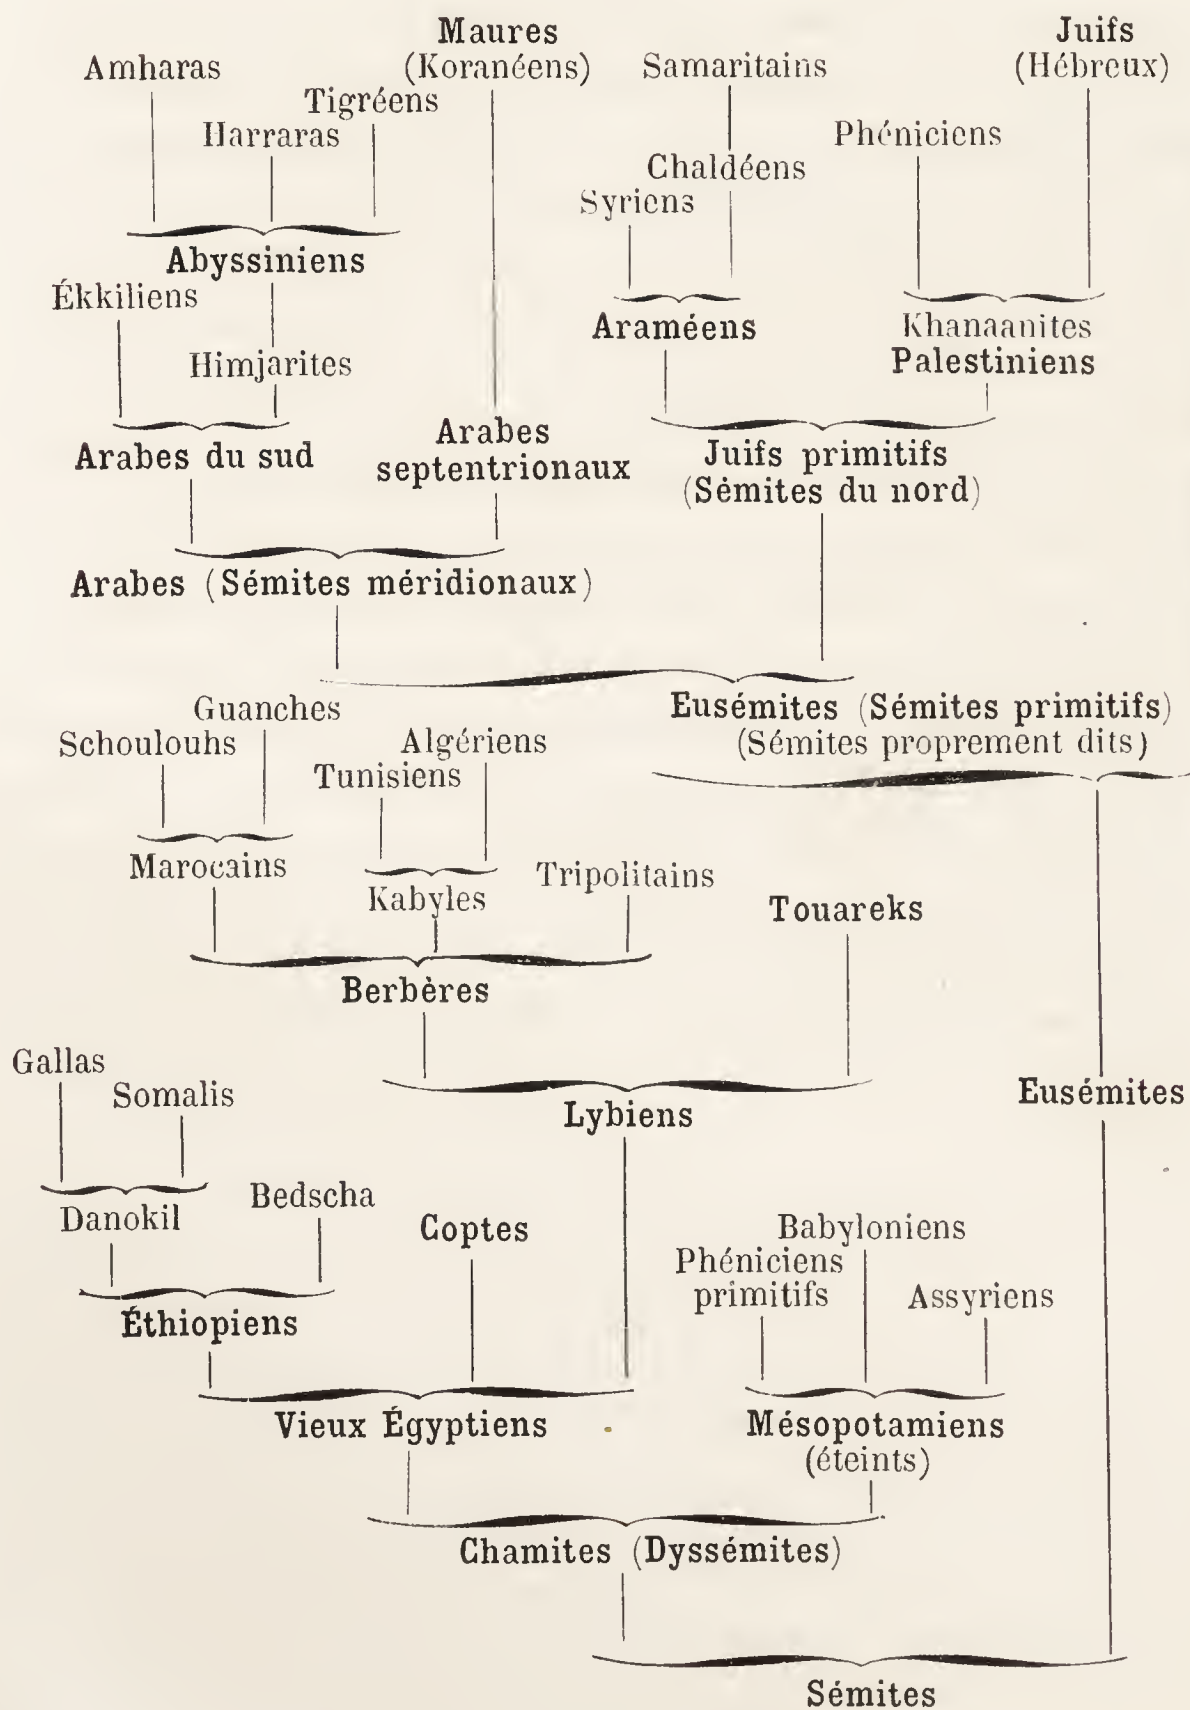 Maures
Juifs
Amharas
(Koranéens)
Samaritains
(Hébreux)
Tigréens
Harraras
Phéniciens
Chaldéens
Syriens
Abyssiniens
Ékkiliens
Araméens
Khanaanites
Himjarites
Palestiniens
Arabes du sud
Arabes
septentrionaux
Juifs primitifs
(Sémites du nord)
Arabes (Sémites méridionaux)
Guanches
Eusémites (Sémites primitifs)
Schoulouhs
Algériens
(Sémites proprement dits)
Tunisiens
Marocains
Tripolitains
Kabyles
Touareks
Berbères
Gallas
Somalis
Eusémites
Lybiens
Bedscha
Danokil
Coptes
Babyloniens
Phéniciens
primitifs
Assyriens
Éthiopiens
Vieux Égyptiens
Mésopotamiens
(éteints)
Chamites (Dyssémites)
Sémites